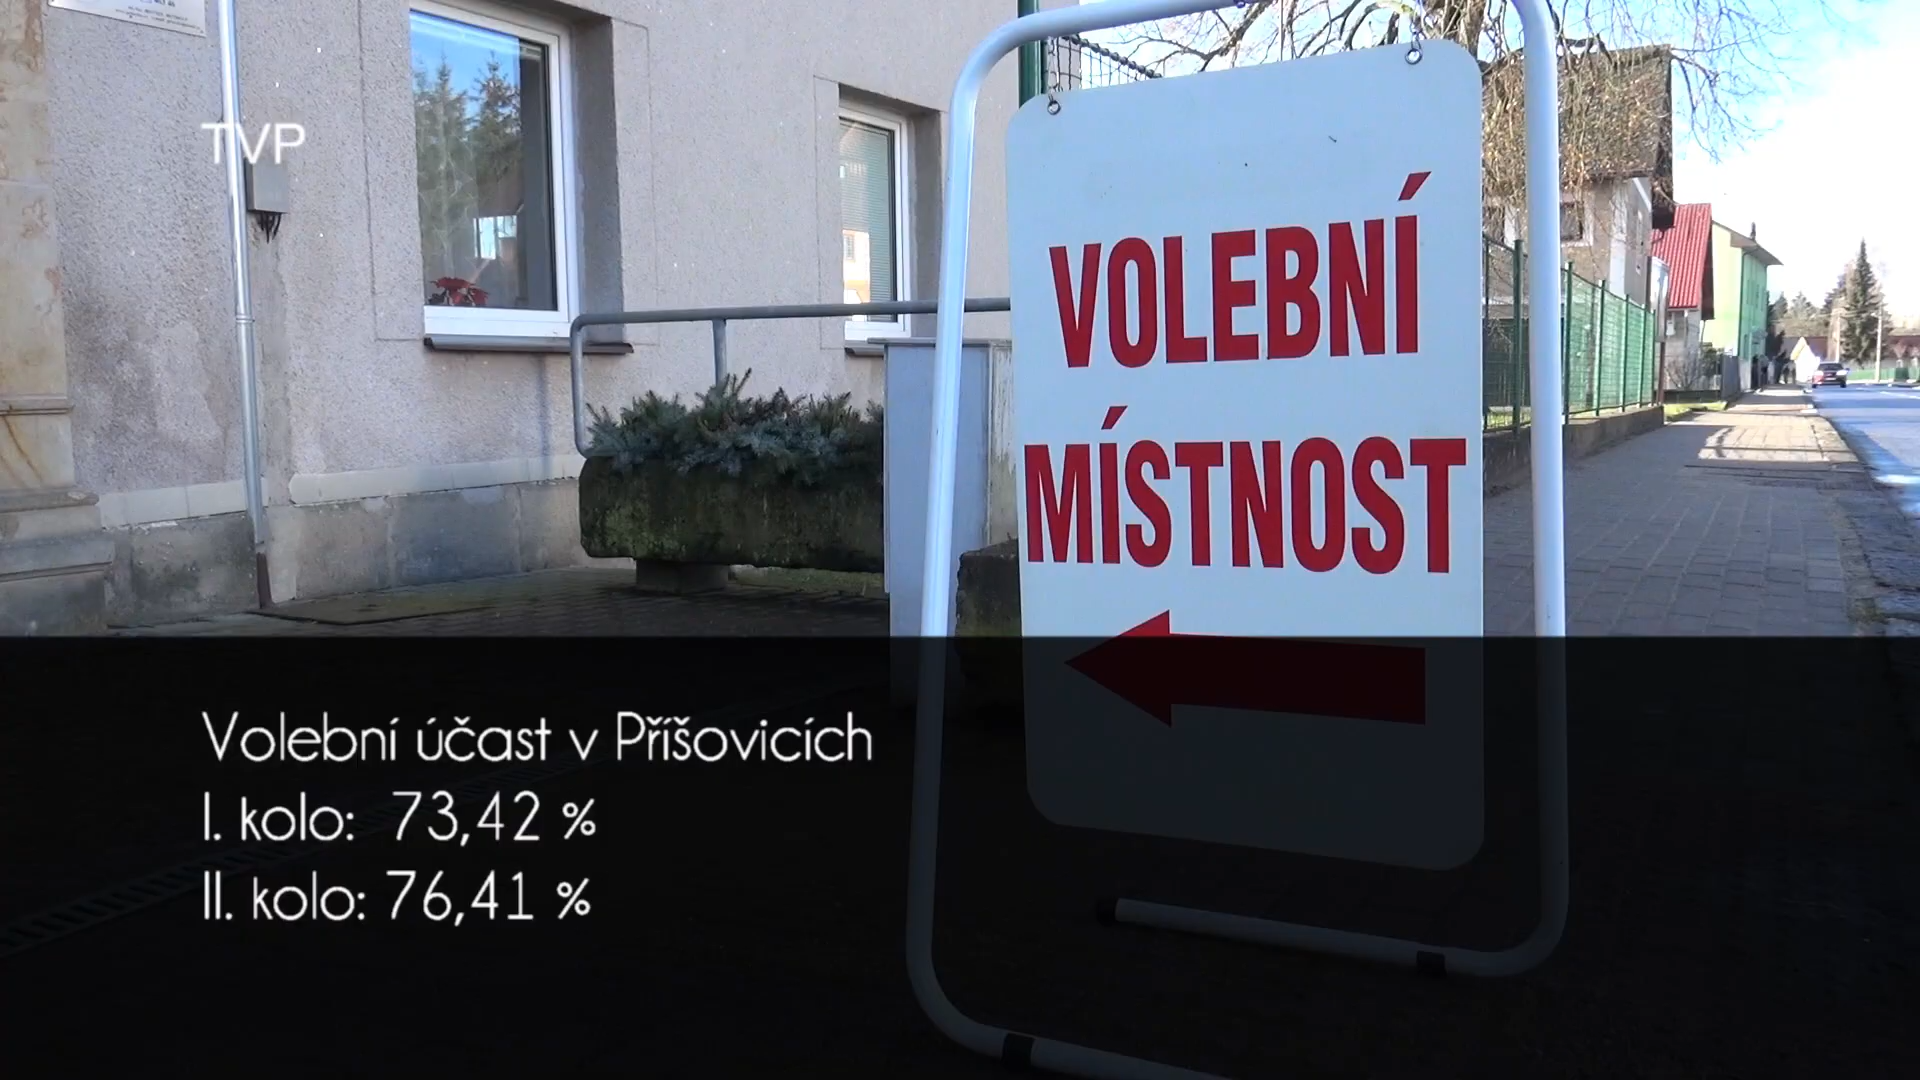 TVP
VOLEBNÍ
MÍSTNOST
Volební účast v Příšovicích
I. kolo: 73,42 %
II. kolo: 76,41 %